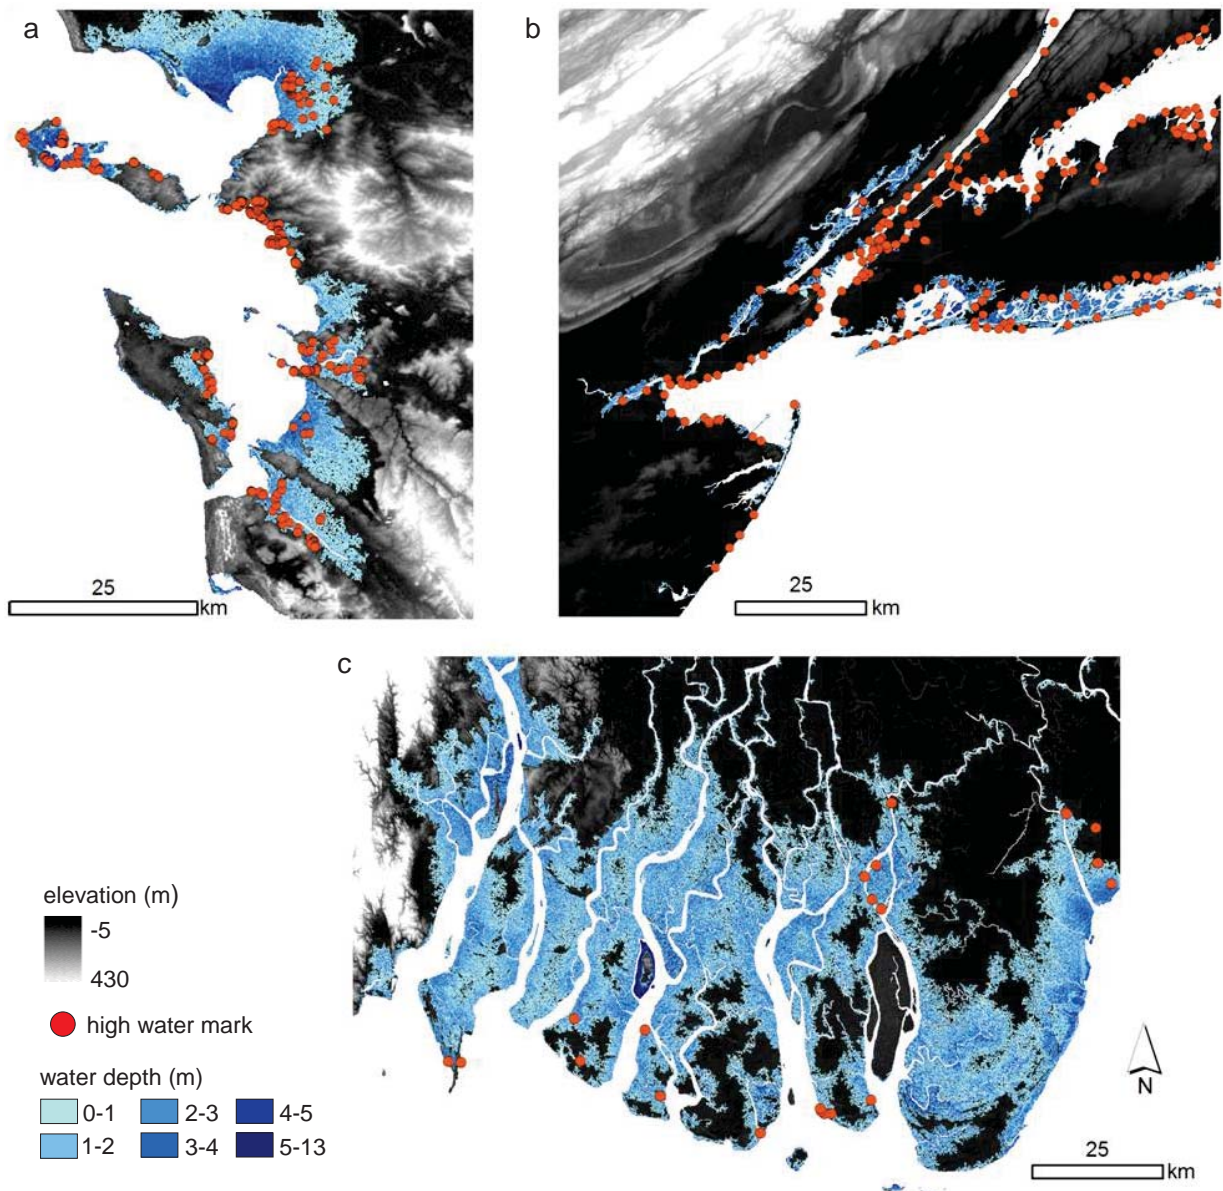 a
b
25
km
25
km
c
elevation (m)
-5
430
high water mark
water depth (m)
0-1
2-3
4-5
1-2
3-4
5-13
N
25
km